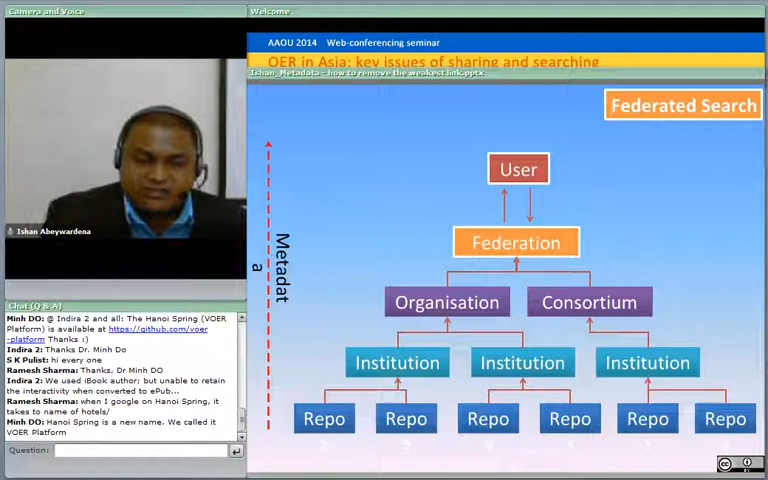 Camera and Voice
Welcome
AAOU 2014 Web-conferencing seminar
OER in Asia: key issues of sharing and searching
Ishan_Metadata - how to remove the weakest link.pptx
Federated Search
User
Federation
Metadat
a
Organisation
Consortium
Institution
Institution
Institution
Repo
Repo
Repo
Repo
Repo
Repo
Ishan Abeywardena
Chat (Q & A)
Minh DO: @ Indira 2 and all: The Hanoi Spring (VOER
Platform) is available at https://github.com/voer
-platform Thanks :)
Indira 2: Thanks Dr. Minh Do
S K Pulist: hi every one
Ramesh Sharma: Thanks, Dr Minh DO
Indira 2: We used iBook author; but unable to retain
the interactivity when converted to ePub...
Ramesh Sharma: when I google on Hanoi Spring, it
takes to name of hotels/
Minh DO: Hanoi Spring is a new name. We called it
VOER Platform
Question:
cc